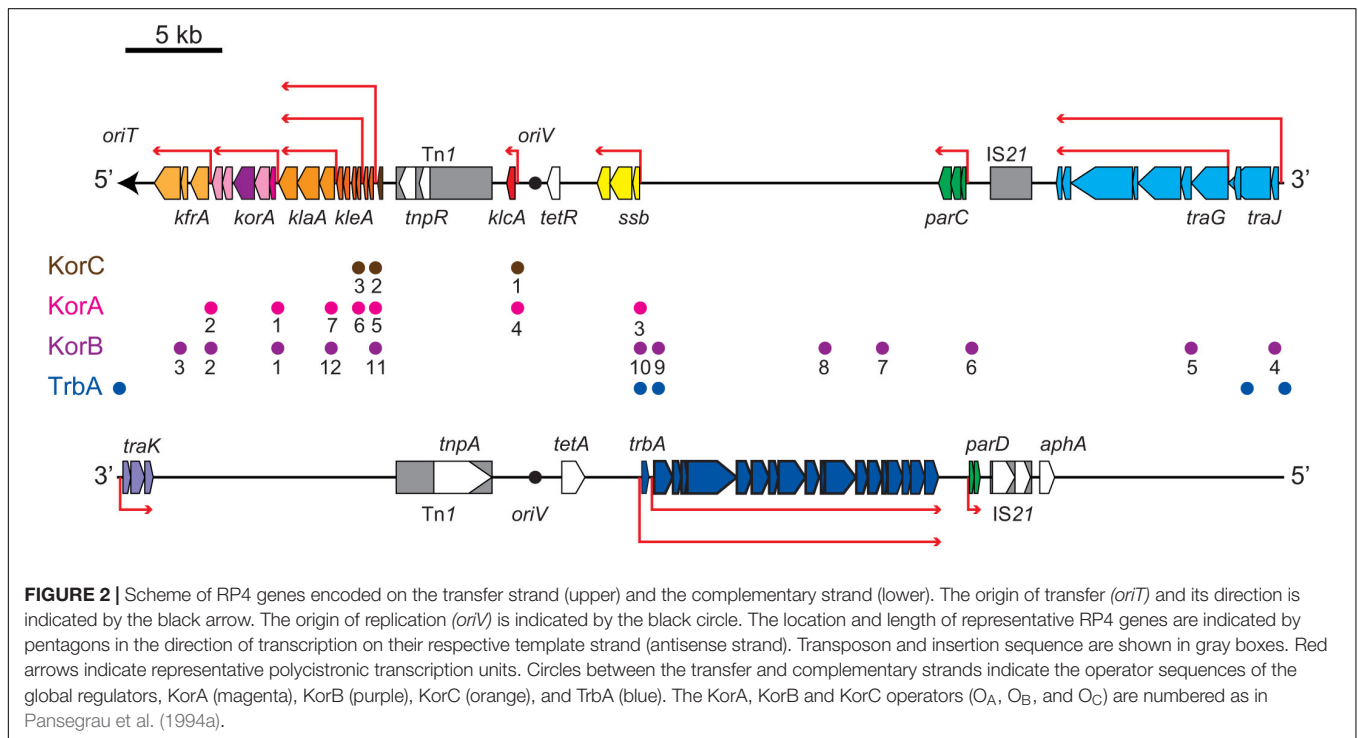 5 kb
oriT
Tn1
oriV
IS21
5’
3’
kfrA
korA
klaA
kleA
tnpR
klcA
tetR
ssb
parC
traG
traJ
KorC
3 2 1
KorA
2 1 7 6 5 4 3
KorB
3 2 1 12 11 10 9 8 7 6 5 4
TrbA
traK
tnpA
tetA
trbA
parD
aphA
3’
5’
Tn1
oriV
IS21
FIGURE 2 | Scheme of RP4 genes encoded on the transfer strand (upper) and the complementary strand (lower). The origin of transfer (oriT) and its direction is
indicated by the black arrow. The origin of replication (oriV) is indicated by the black circle. The location and length of representative RP4 genes are indicated by
pentagons in the direction of transcription on their respective template strand (antisense strand). Transposon and insertion sequence are shown in gray boxes. Red
arrows indicate representative polycistronic transcription units. Circles between the transfer and complementary strands indicate the operator sequences of the
global regulators, KorA (magenta), KorB (purple), KorC (orange), and TrbA (blue). The KorA, KorB and KorC operators (OA, OB, and OC) are numbered as in
Pansegrau et al. (1994a).